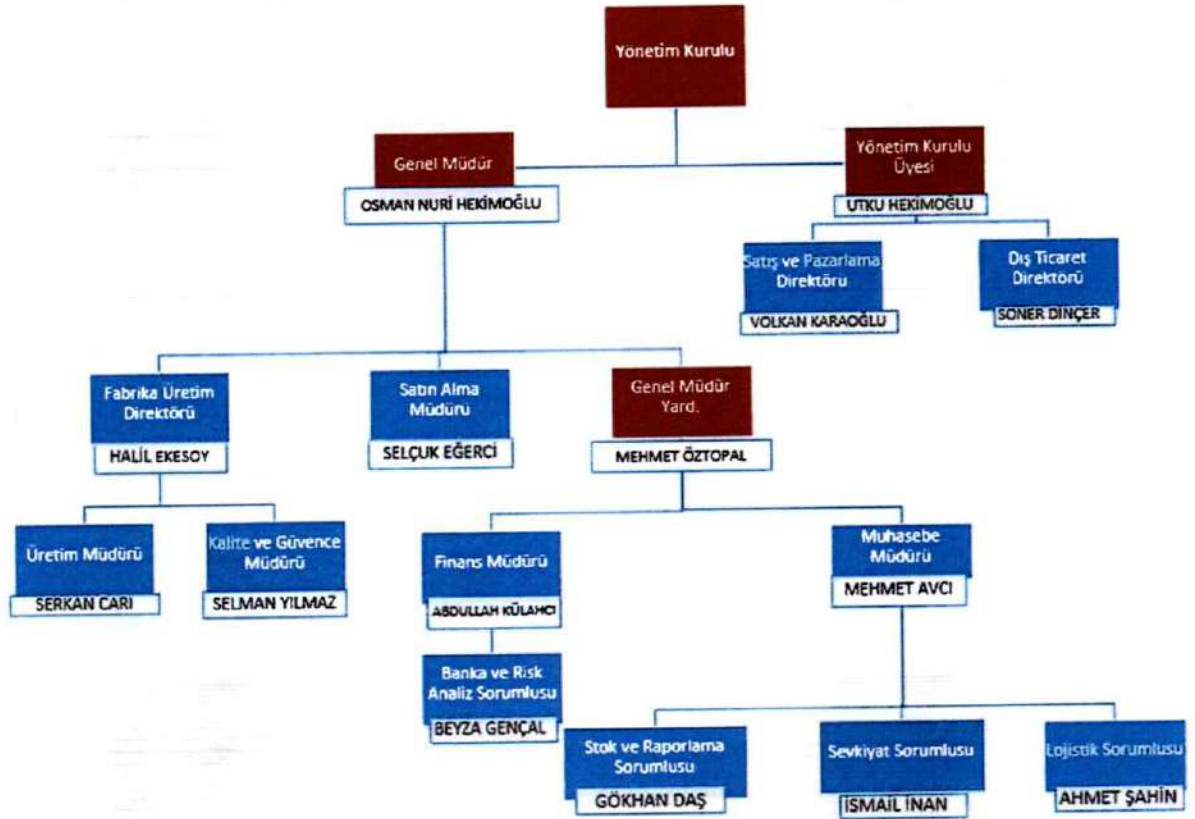 Yönetim Kurulu
Genel Müdür
OSMAN NURİ HEKİMOĞLU
Yönetim Kurulu
Üyesi
UTKU HEKİMOĞLU
Satış ve Pazarlama
Direktörü
VOLKAN KARAOĞLU
Dış Ticaret
Direktörü
SONER DİNÇER
Fabrika Üretim
Direktörü
HALİL EKESOY
Satın Alma
Müdürü
SELÇUK EĞERCİ
Genel Müdür
Yard.
MEHMET ÖZTOPAL
Üretim Müdürü
SERKAN CARI
Kalite ve Güvence
Müdürü
SELMAN YILMAZ
Finans Müdürü
ABDULLAH KÜLAHCI
Muhasebe
Müdürü
MEHMET AVCI
Banka ve Risk
Analiz Sorumlusu
BEYZA GENÇAL
Stok ve Raporlama
Sorumlusu
GÖKHAN DAŞ
Sevkiyat Sorumlusu
İSMAİL İNAN
Lojistik Sorumlusu
AHMET ŞAHİN